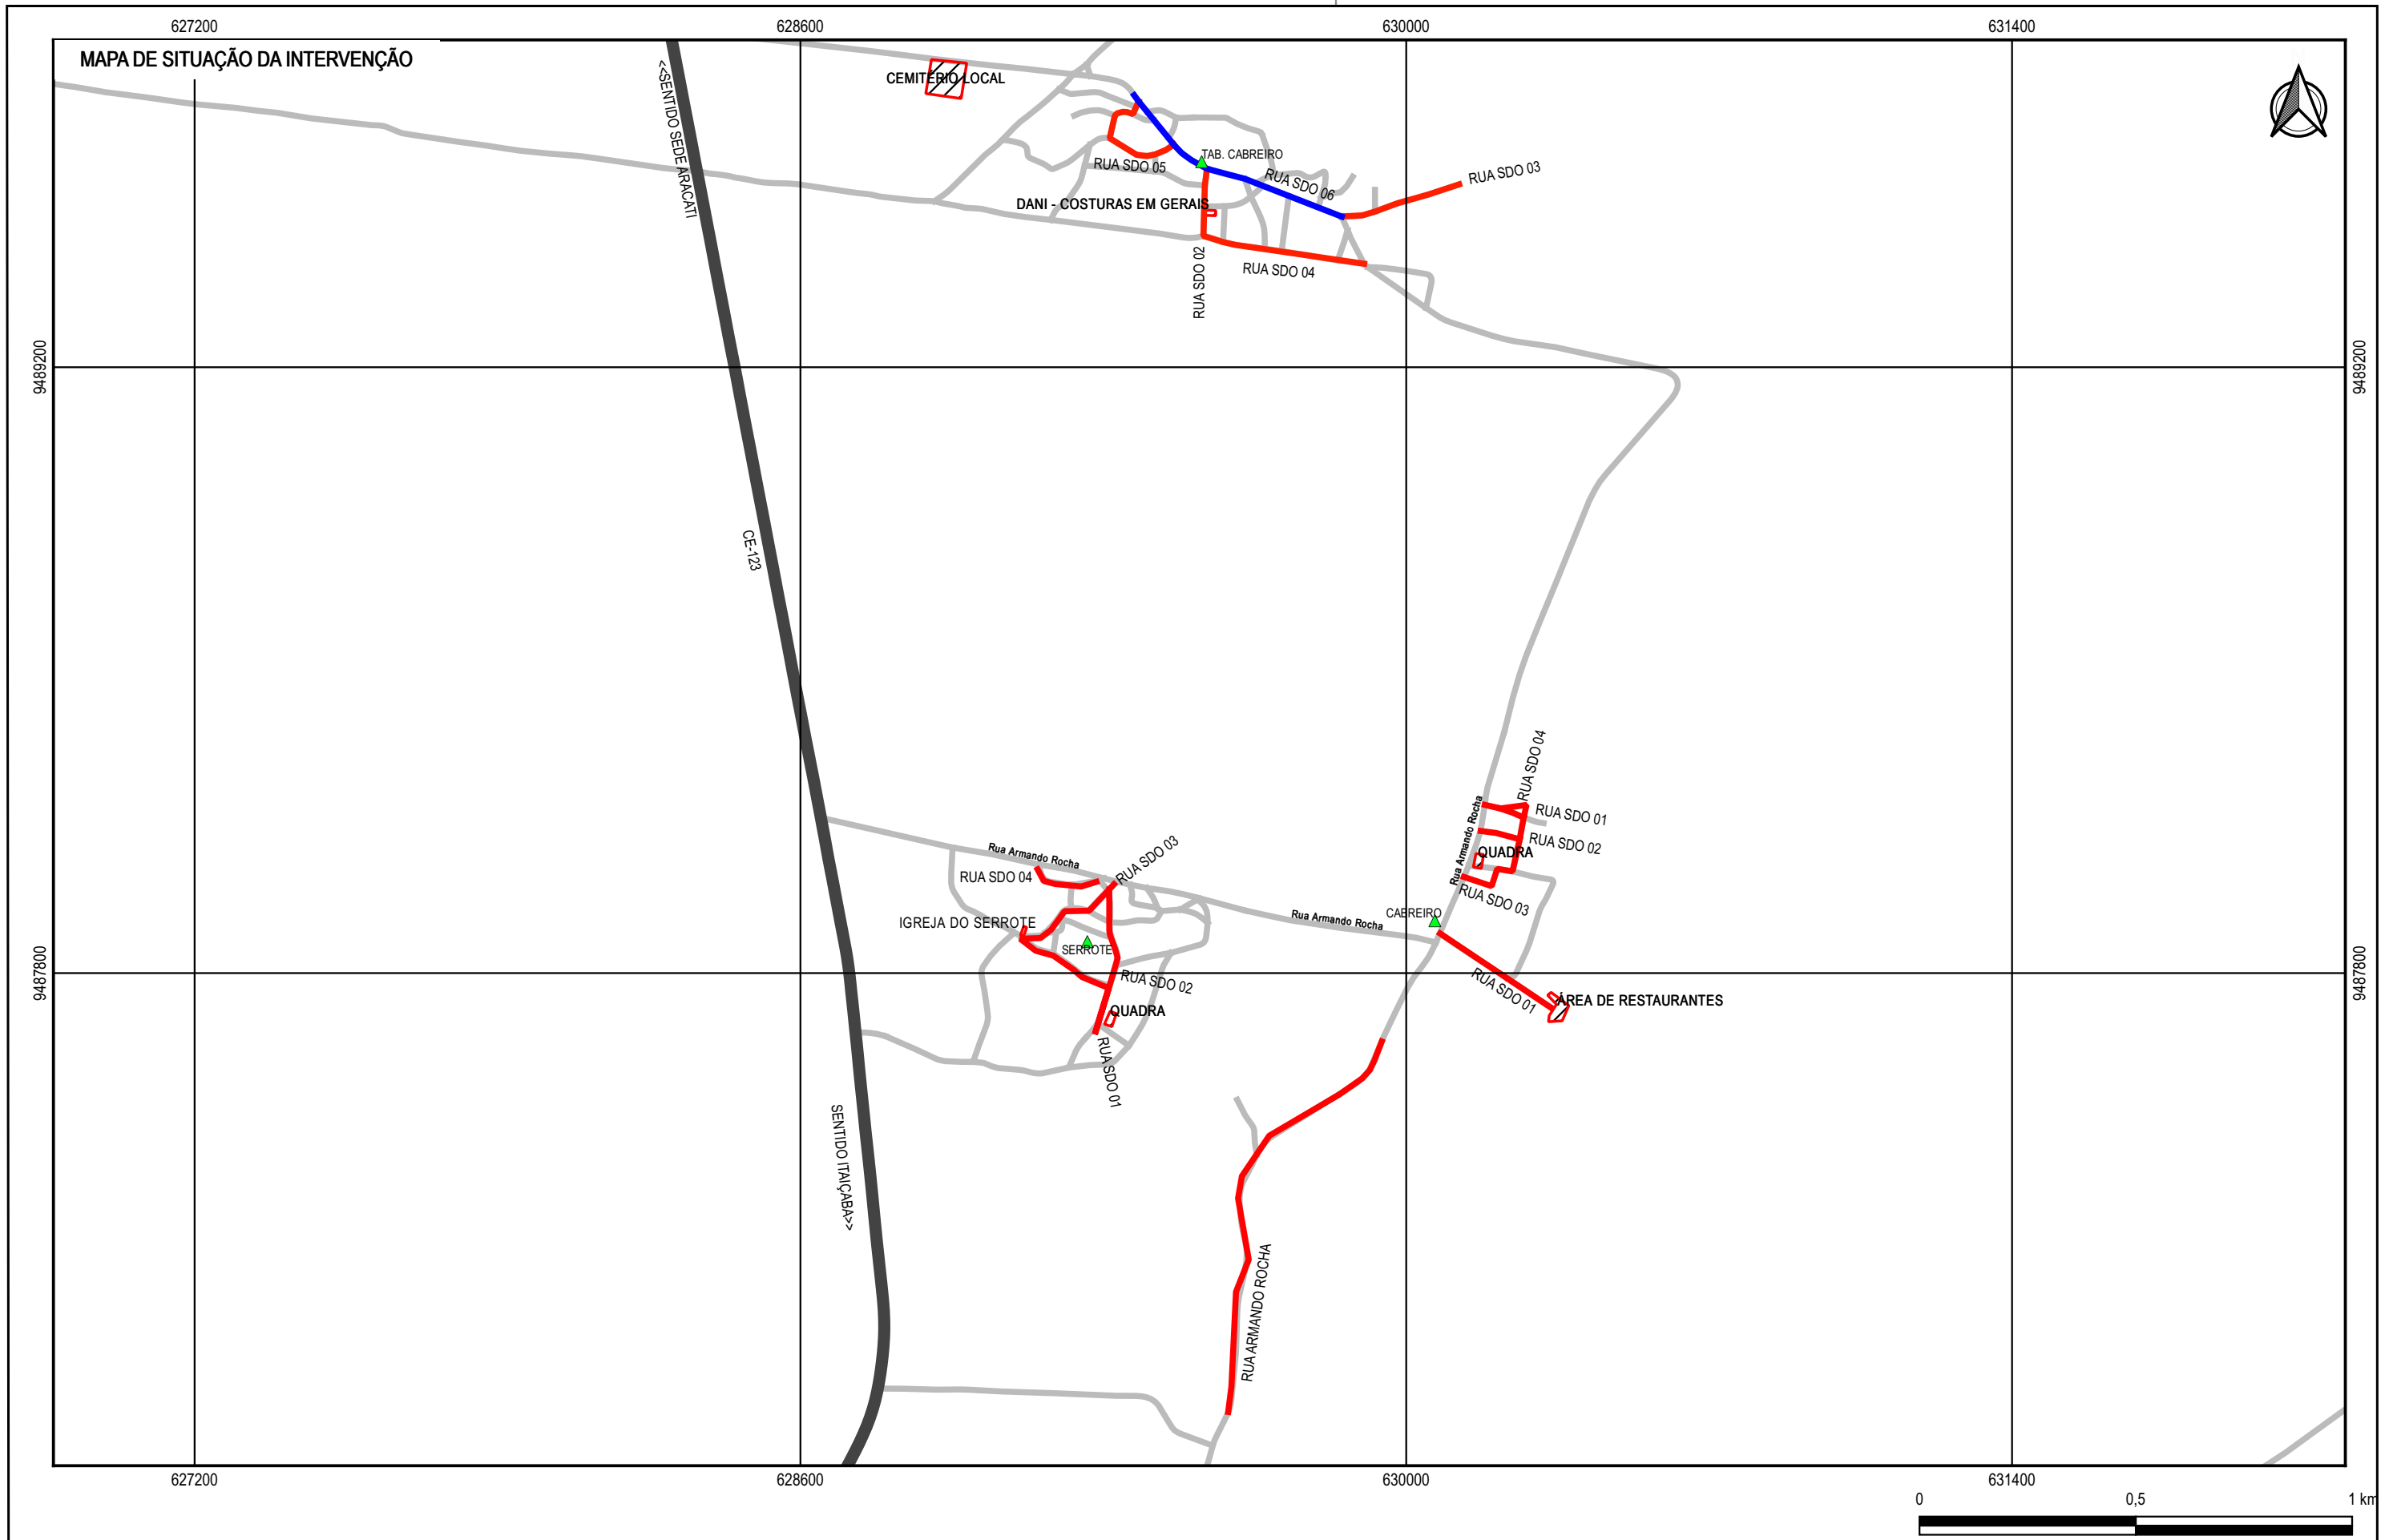 627200
628600
630000
631400
MAPA DE SITUAÇÃO DA INTERVENÇÃO
<<SENTIDO SEDE ARACATI
CEMITÉRIO LOCAL
TAB. CABREIRO
RUA SDO 05
RUA SDO 06
RUA SDO 03
DANI - COSTURAS EM GERAIS
RUA SDO 02
RUA SDO 04
9489200
9489200
CE-123
RUA SDO 04
RUA SDO 01
RUA SDO 02
Rua Armando Rocha
QUADRA
RUA SDO 03
Rua Armando Rocha
RUA SDO 03
RUA SDO 04
IGREJA DO SERROTE
Rua Armando Rocha
CABREIRO
SERROTE
9487800
9487800
RUA SDO 02
RUA SDO 01
ÁREA DE RESTAURANTES
QUADRA
RUA SDO 01
SENTIDO ITAIÇABA>>
RUA ARMANDO ROCHA
627200
628600
630000
631400
0
0,5
1 km